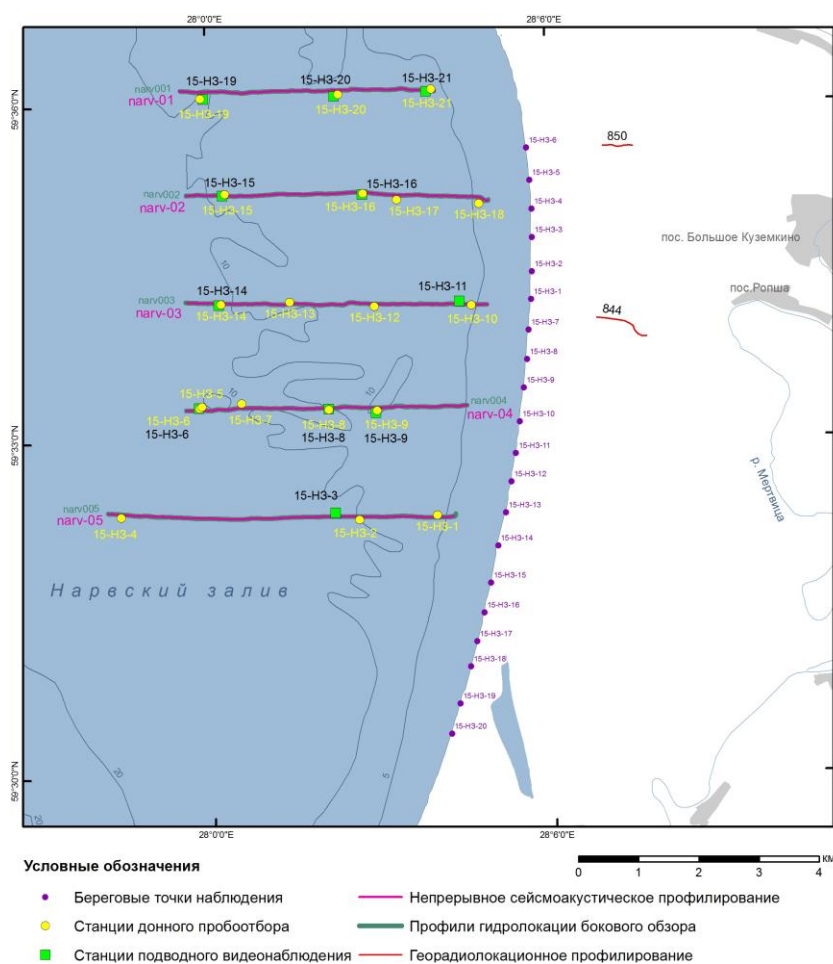 28°0'0"E 28°6'0"E
15-НЗ-19 15-НЗ-20 15-НЗ-21
narv001
narv-01
59°36'0"N
15-НЗ-19 15-НЗ-20 15-НЗ-21
15-НЗ-6
850
15-НЗ-5
15-НЗ-15 15-НЗ-16
narv002
narv-02
15-НЗ-15 15-НЗ-16 15-НЗ-17 15-НЗ-18
15-НЗ-4
15-НЗ-3
пос. Большое Куземкино
10
15-НЗ-2
15-НЗ-14 15-НЗ-11
пос.Ропша
narv003
narv-03
15-НЗ-1
15-НЗ-14 15-НЗ-13 15-НЗ-12 15-НЗ-10
844
15-НЗ-7
15-НЗ-8
15-НЗ-9
15-НЗ-5 10 10
narv004
narv-04
15-НЗ-6 15-НЗ-7 15-НЗ-8 15-НЗ-9
15-НЗ-10
15-НЗ-6 15-НЗ-8 15-НЗ-9
59°33'0"N
15-НЗ-11
р. Мертвица
15-НЗ-12
15-НЗ-3
narv005
narv-05
15-НЗ-13
15-НЗ-4 15-НЗ-2 15-НЗ-1
15-НЗ-14
15-НЗ-15
Нарвский залив
15-НЗ-16
15-НЗ-17
15-НЗ-18
15-НЗ-19
15-НЗ-20
20
5
59°30'0"N
20
28°0'0"E 28°6'0"E
Условные обозначения
км
0 1 2 3 4
Береговые точки наблюдения
Непрерывное сейсмоакустическое профилирование
Станции донного пробоотбора
Профили гидролокации бокового обзора
Станции подводного видеонаблюдения
Георадиолокационное профилирование